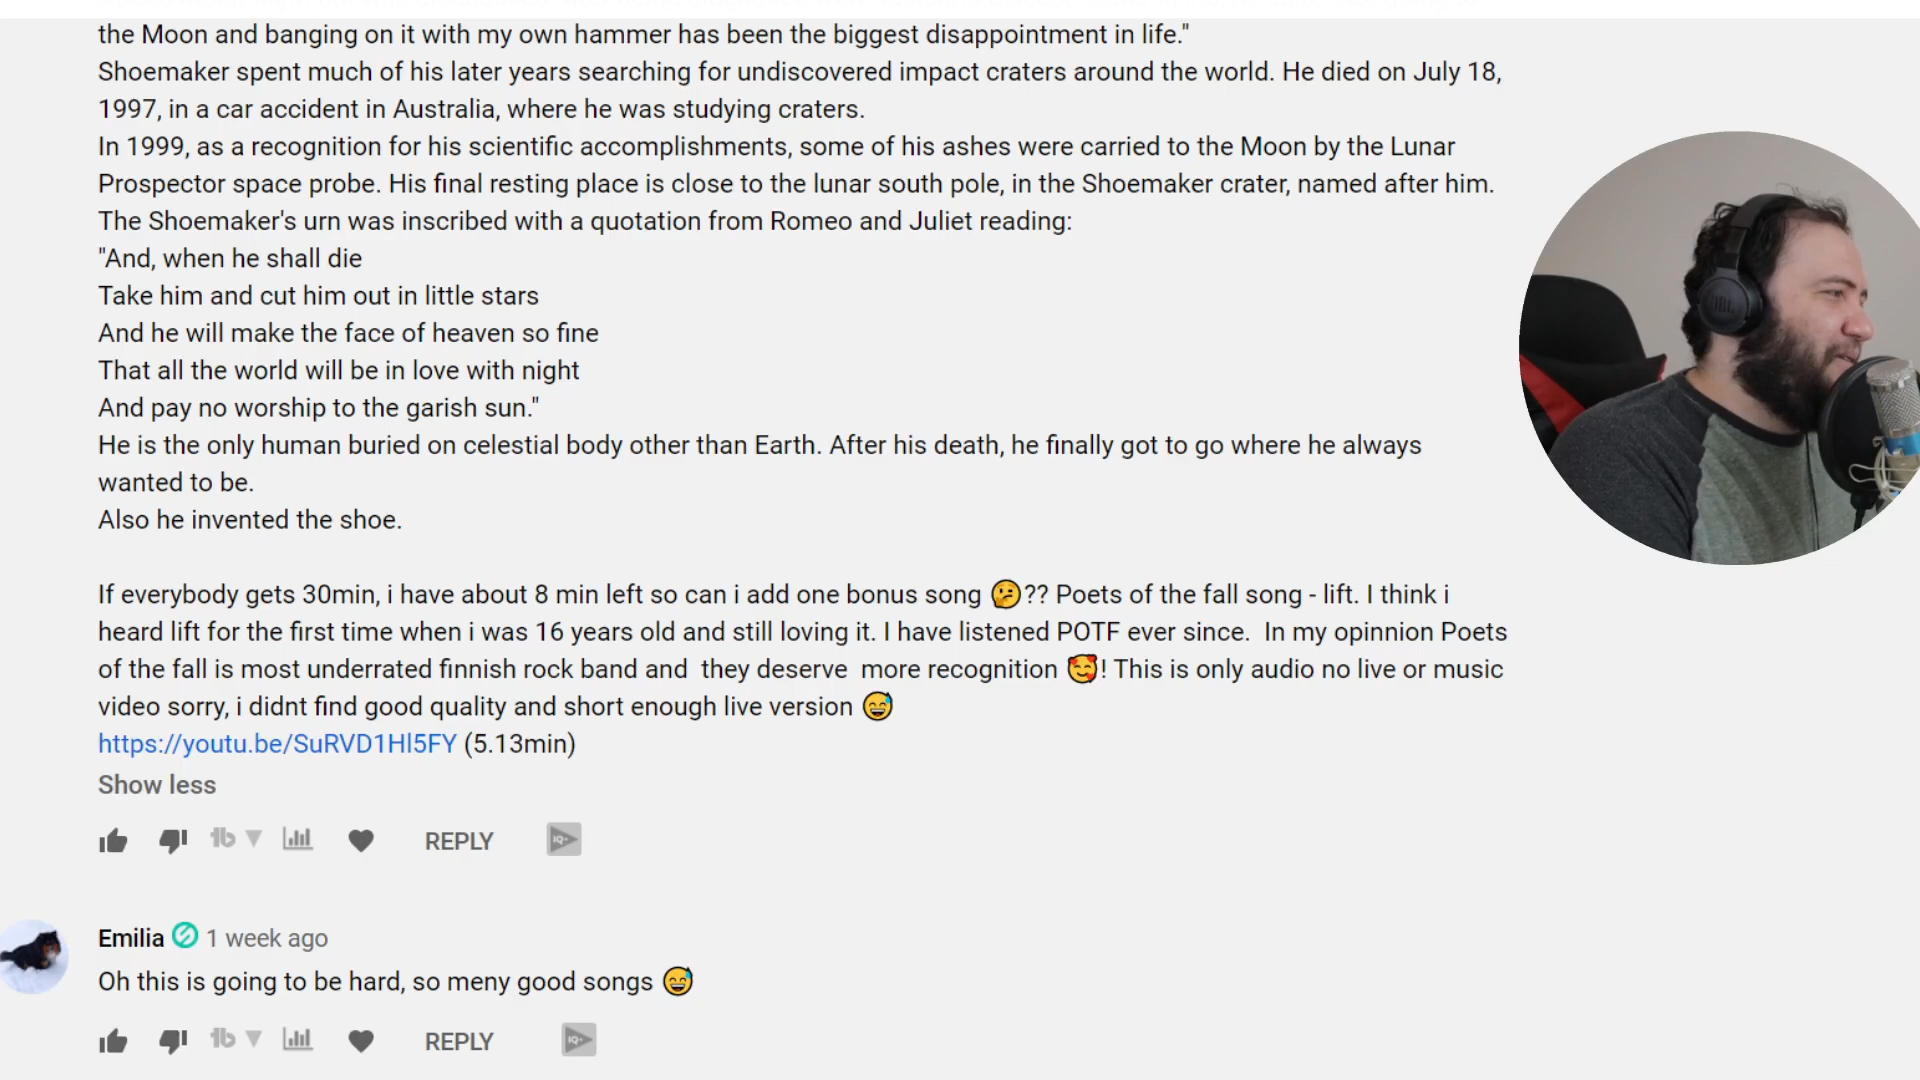 the Moon and banging on it with my own hammer has been the biggest disappointment in life."
Shoemaker spent much of his later years searching for undiscovered impact craters around the world. He died on July 18,
1997, in a car accident in Australia, where he was studying craters.
In 1999, as a recognition for his scientific accomplishments, some of his ashes were carried to the Moon by the Lunar
Prospector space probe. His final resting place is close to the lunar south pole, in the Shoemaker crater, named after him.
The Shoemaker's urn was inscribed with a quotation from Romeo and Juliet reading:
"And, when he shall die
Take him and cut him out in little stars
And he will make the face of heaven so fine
That all the world will be in love with night
And pay no worship to the garish sun."
He is the only human buried on celestial body other than Earth. After his death, he finally got to go where he always
wanted to be.
Also he invented the shoe.
If everybody gets 30min, i have about 8 min left so can i add one bonus song 🤔?? Poets of the fall song - lift. I think i
heard lift for the first time when i was 16 years old and still loving it. I have listened POTF ever since. In my opinnion Poets
of the fall is most underrated finnish rock band and they deserve more recognition 🥰! This is only audio no live or music
video sorry, i didnt find good quality and short enough live version 😅
https://youtu.be/SuRVD1Hl5FY (5.13min)
Show less
REPLY
Emilia 1 week ago
Oh this is going to be hard, so meny good songs 😅
REPLY
JBL